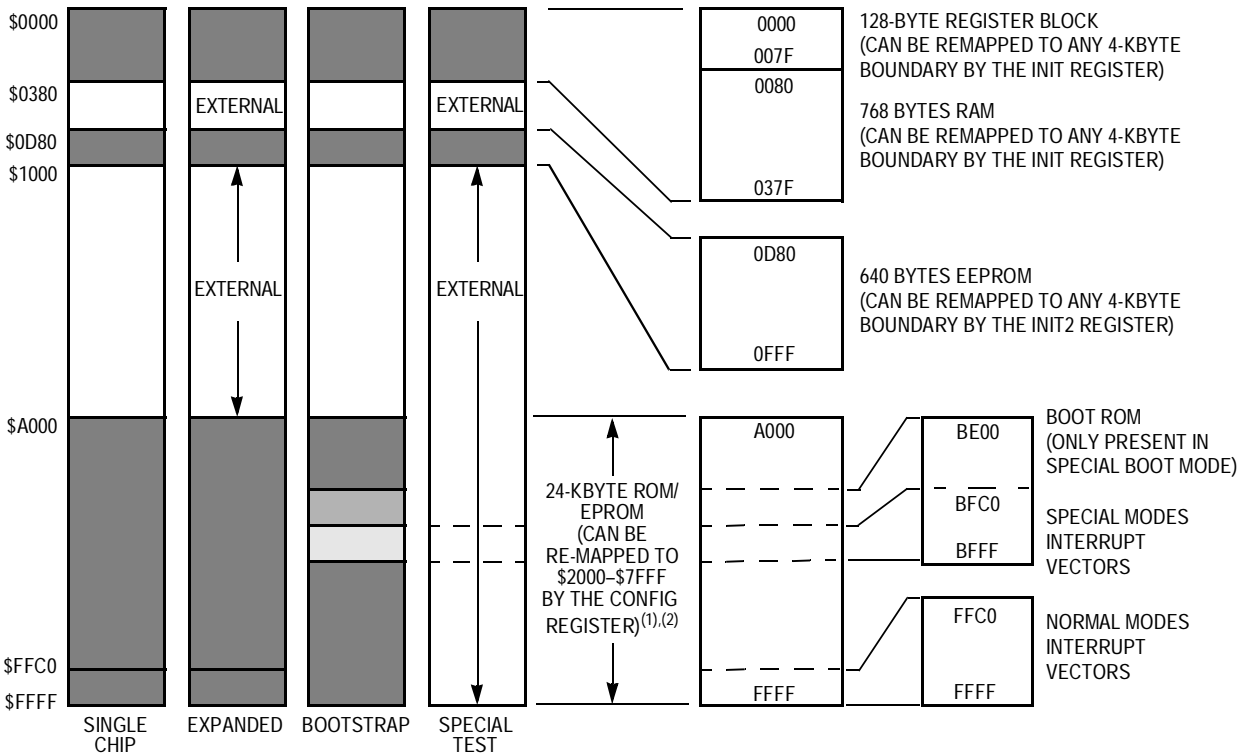 $0000
$0380
$0D80
$1000
$A000
$FFC0
$FFFF
EXTERNAL
EXTERNAL
EXTERNAL
EXTERNAL
SINGLE
CHIP
EXPANDED
BOOTSTRAP
SPECIAL
TEST
24-KBYTE ROM/
EPROM
(CAN BE
RE-MAPPED TO
$2000–$7FFF
BY THE CONFIG
REGISTER)(1),(2)
0000
007F
0080
037F
0D80
0FFF
A000
FFFF
128-BYTE REGISTER BLOCK
(CAN BE REMAPPED TO ANY 4-KBYTE
BOUNDARY BY THE INIT REGISTER)
768 BYTES RAM
(CAN BE REMAPPED TO ANY 4-KBYTE
BOUNDARY BY THE INIT REGISTER)
640 BYTES EEPROM
(CAN BE REMAPPED TO ANY 4-KBYTE
BOUNDARY BY THE INIT2 REGISTER)
BE00
BFC0
BFFF
FFC0
FFFF
BOOT ROM
(ONLY PRESENT IN
SPECIAL BOOT MODE)
SPECIAL MODES
INTERRUPT
VECTORS
NORMAL MODES
INTERRUPT
VECTORS